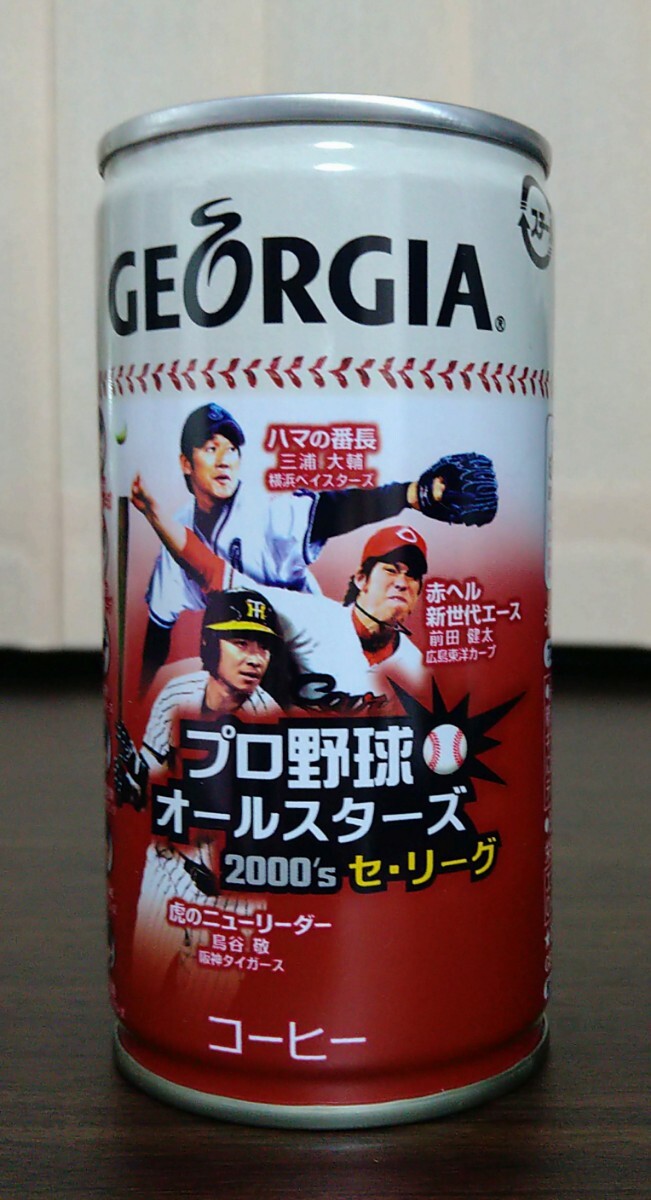 GEORGIA®
ハマの番長
三浦 大輔
横浜ベイスターズ
赤ヘル
新世代エース
前田 健太
広島東洋カープ
プロ野球
オールスターズ
2000's セ・リーグ
虎のニューリーダー
鳥谷 敬
阪神タイガース
コーヒー